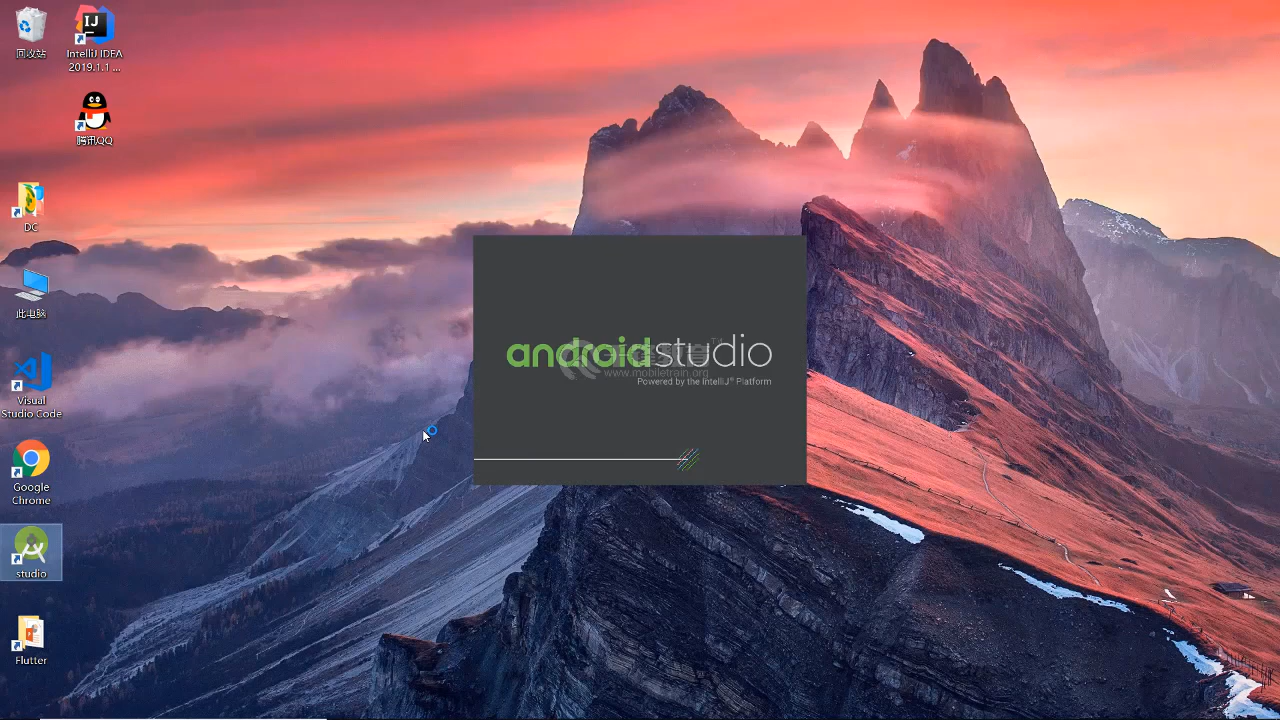 回收站
IntelliJ IDEA
2019.1.1 ...
腾讯QQ
DC
此电脑
Visual
Studio Code
Google
Chrome
studio
Flutter
androidstudio
www.mobiletrain.org
Powered by the IntelliJ® Platform